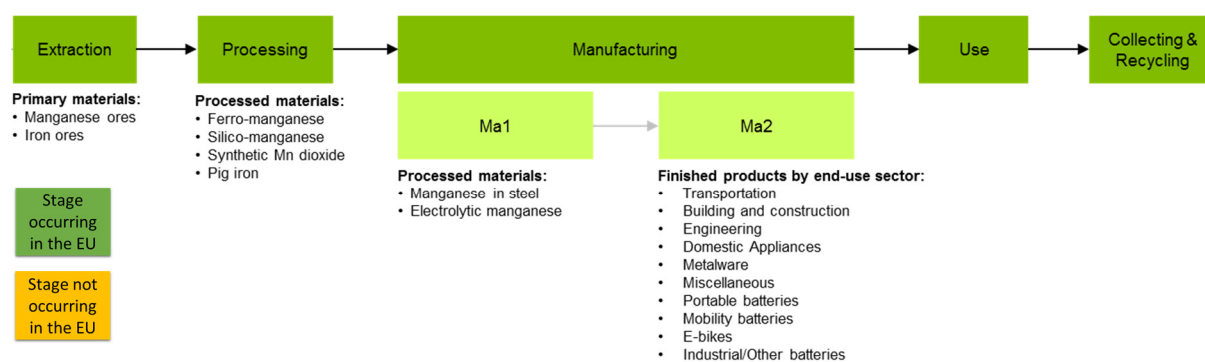 Extraction
Processing
Manufacturing
Use
Collecting &
Recycling
Primary materials:
• Manganese ores
• Iron ores
Processed materials:
• Ferro-manganese
• Silico-manganese
• Synthetic Mn dioxide
• Pig iron
Ma1
Ma2
Processed materials:
• Manganese in steel
• Electrolytic manganese
Finished products by end-use sector:
• Transportation
• Building and construction
• Engineering
• Domestic Appliances
• Metalware
• Miscellaneous
• Portable batteries
• Mobility batteries
• E-bikes
• Industrial/Other batteries
Stage
occurring
in the EU
Stage not
occurring
in the EU